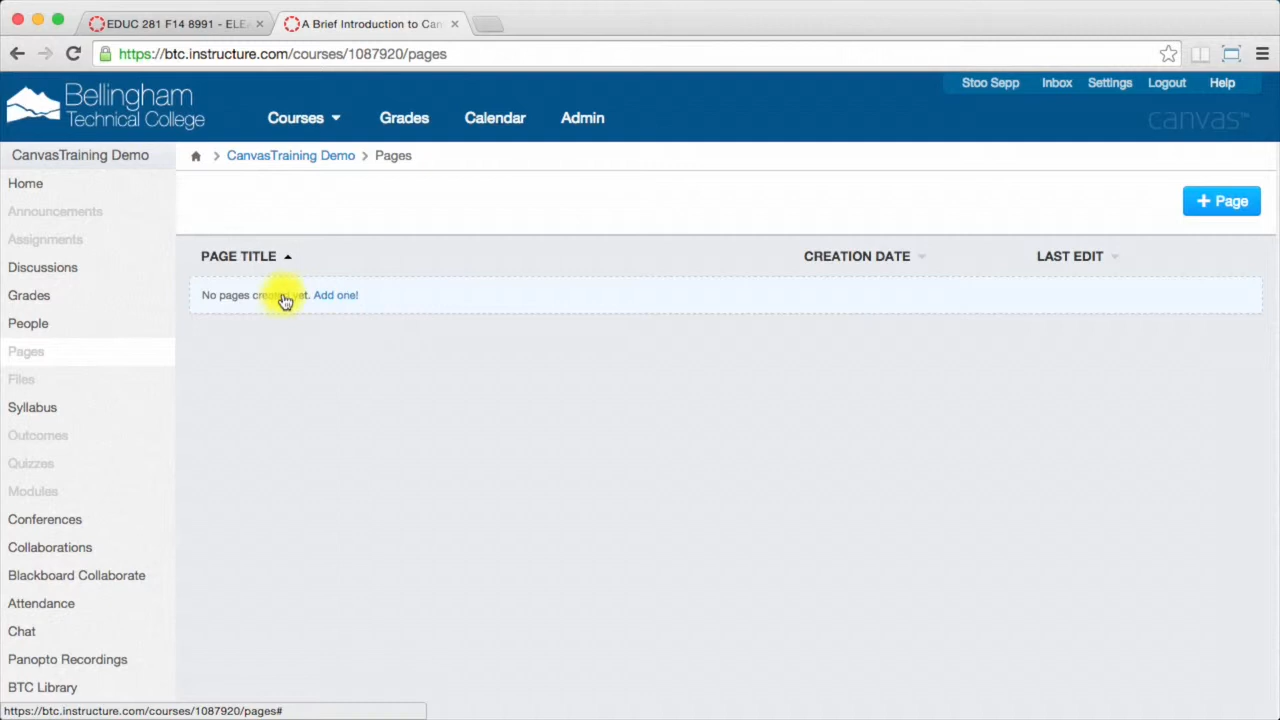 EDUC 281 F14 8991 - ELEA
A Brief Introduction to Can
https://btc.instructure.com/courses/1087920/pages
Bellingham
Technical College
Courses
Grades
Calendar
Admin
Stoo Sepp
Inbox
Settings
Logout
Help
canvas™
CanvasTraining Demo
CanvasTraining Demo > Pages
Home
Announcements
Assignments
Discussions
Grades
People
Pages
Files
Syllabus
Outcomes
Quizzes
Modules
Conferences
Collaborations
Blackboard Collaborate
Attendance
Chat
Panopto Recordings
BTC Library
+ Page
PAGE TITLE
CREATION DATE
LAST EDIT
No pages created yet. Add one!
https://btc.instructure.com/courses/1087920/pages#